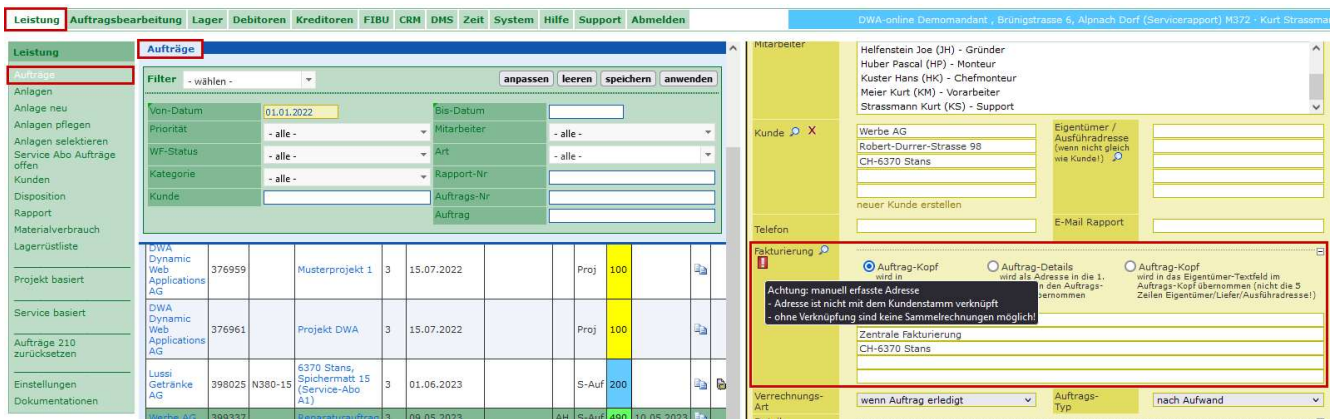 Leistung Auftragsbearbeitung Lager Debitoren Kreditoren FIBU CRM DMS Zeit System Hilfe Support Abmelden
DWA-online Demomandant , Brünigstrasse 6, Alpnach Dorf (Servicerapport) M372 - Kurt Strassma
Leistung
Aufträge
Anlagen
Anlage neu
Anlagen pflegen
Anlagen selektieren
Service Abo Aufträge
offen
Kunden
Disposition
Rapport
Materialverbrauch
Lagerrüstliste
Projekt basiert
Service basiert
Aufträge 210
zurücksetzen
Einstellungen
Dokumentationen
Aufträge
Filter - wählen - anpassen leeren speichern anwenden
Von-Datum 01.01.2022 Bis-Datum
Priorität - alle - Mitarbeiter - alle -
WF-Status - alle - Art - alle -
Kategorie - alle - Rapport-Nr
Kunde Auftrags-Nr
Auftrag
DWA
Dynamic
Web
Applications
AG
376959 Musterprojekt 1 3 15.07.2022 Proj 100
DWA
Dynamic
Web
Applications
AG
376961 Projekt DWA 3 15.07.2022 Proj 100
Lussi
Getränke
AG
398025 N380-15
6370 Stans,
Spichermatt 15
(Service-Abo
A1)
3 01.06.2023 S-Auf 200
Werbe AG 399337 Reparaturauftrag 3 09.05.2023 AH S-Auf 490 10.05.2023
Mitarbeiter
Helfenstein Joe (JH) - Gründer
Huber Pascal (HP) - Monteur
Kuster Hans (HK) - Chefmonteur
Meier Kurt (KM) - Vorarbeiter
Strassmann Kurt (KS) - Support
Kunde X
Werbe AG
Robert-Durrer-Strasse 98
CH-6370 Stans
neuer Kunde erstellen
Eigentümer /
Ausführadresse
(wenn nicht gleich
wie Kunde!)
Telefon
E-Mail Rapport
Fakturierung
Auftrag-Kopf
wird in
Auftrag-Details
wird als Adresse in die 1.
n den Auftrags-
bernommen
Auftrag-Kopf
wird in das Eigentümer-Textfeld im
Auftrags-Kopf übernommen (nicht die 5
Zeilen Eigentümer/Liefer/Ausführadresse!)
Achtung: manuell erfasste Adresse
- Adresse ist nicht mit dem Kundenstamm verknüpft
- ohne Verknüpfung sind keine Sammelrechnungen möglich!
Zentrale Fakturierung
CH-6370 Stans
Verrechnungs-
Art
wenn Auftrag erledigt
Auftrags-
Typ
nach Aufwand